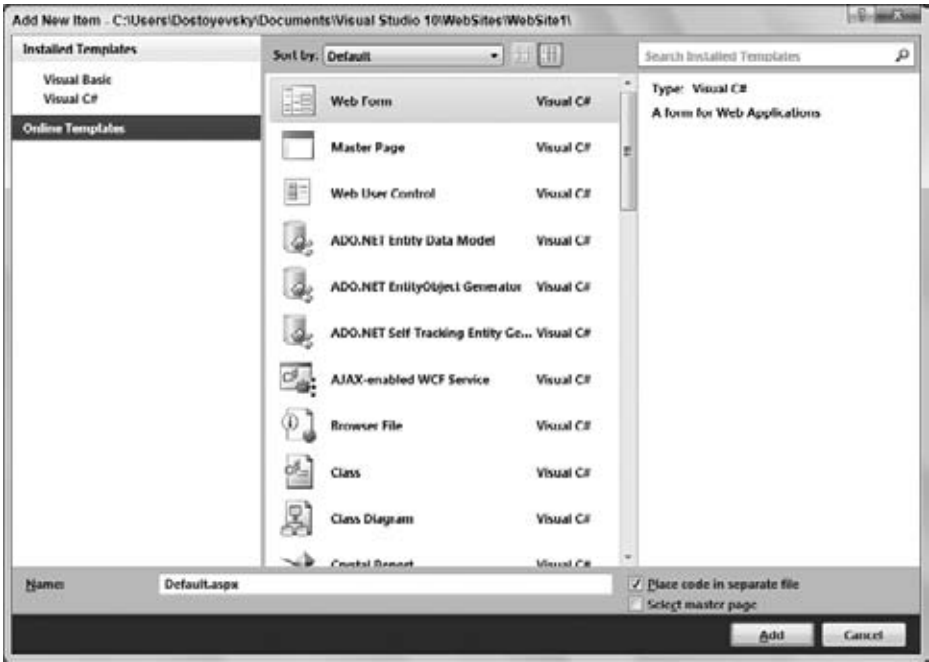 Add New Item - C:\Users\Dostoyevsky\Documents\Visual Studio 10\WebSites\WebSite1\
Installed Templates
Visual Basic
Visual C#
Online Templates
Sort by: Default
Web Form Visual C#
Master Page Visual C#
Web User Control Visual C#
ADO.NET Entity Data Model Visual C#
ADO.NET EntityObject Generator Visual C#
ADO.NET Self Tracking Entity Ge... Visual C#
AJAX-enabled WCF Service Visual C#
Browser File Visual C#
Class Visual C#
Class Diagram Visual C#
Crystal Report Visual C#
Search Installed Templates
Type: Visual C#
A form for Web Applications
Name: Default.aspx
Place code in separate file
Select master page
Add Cancel